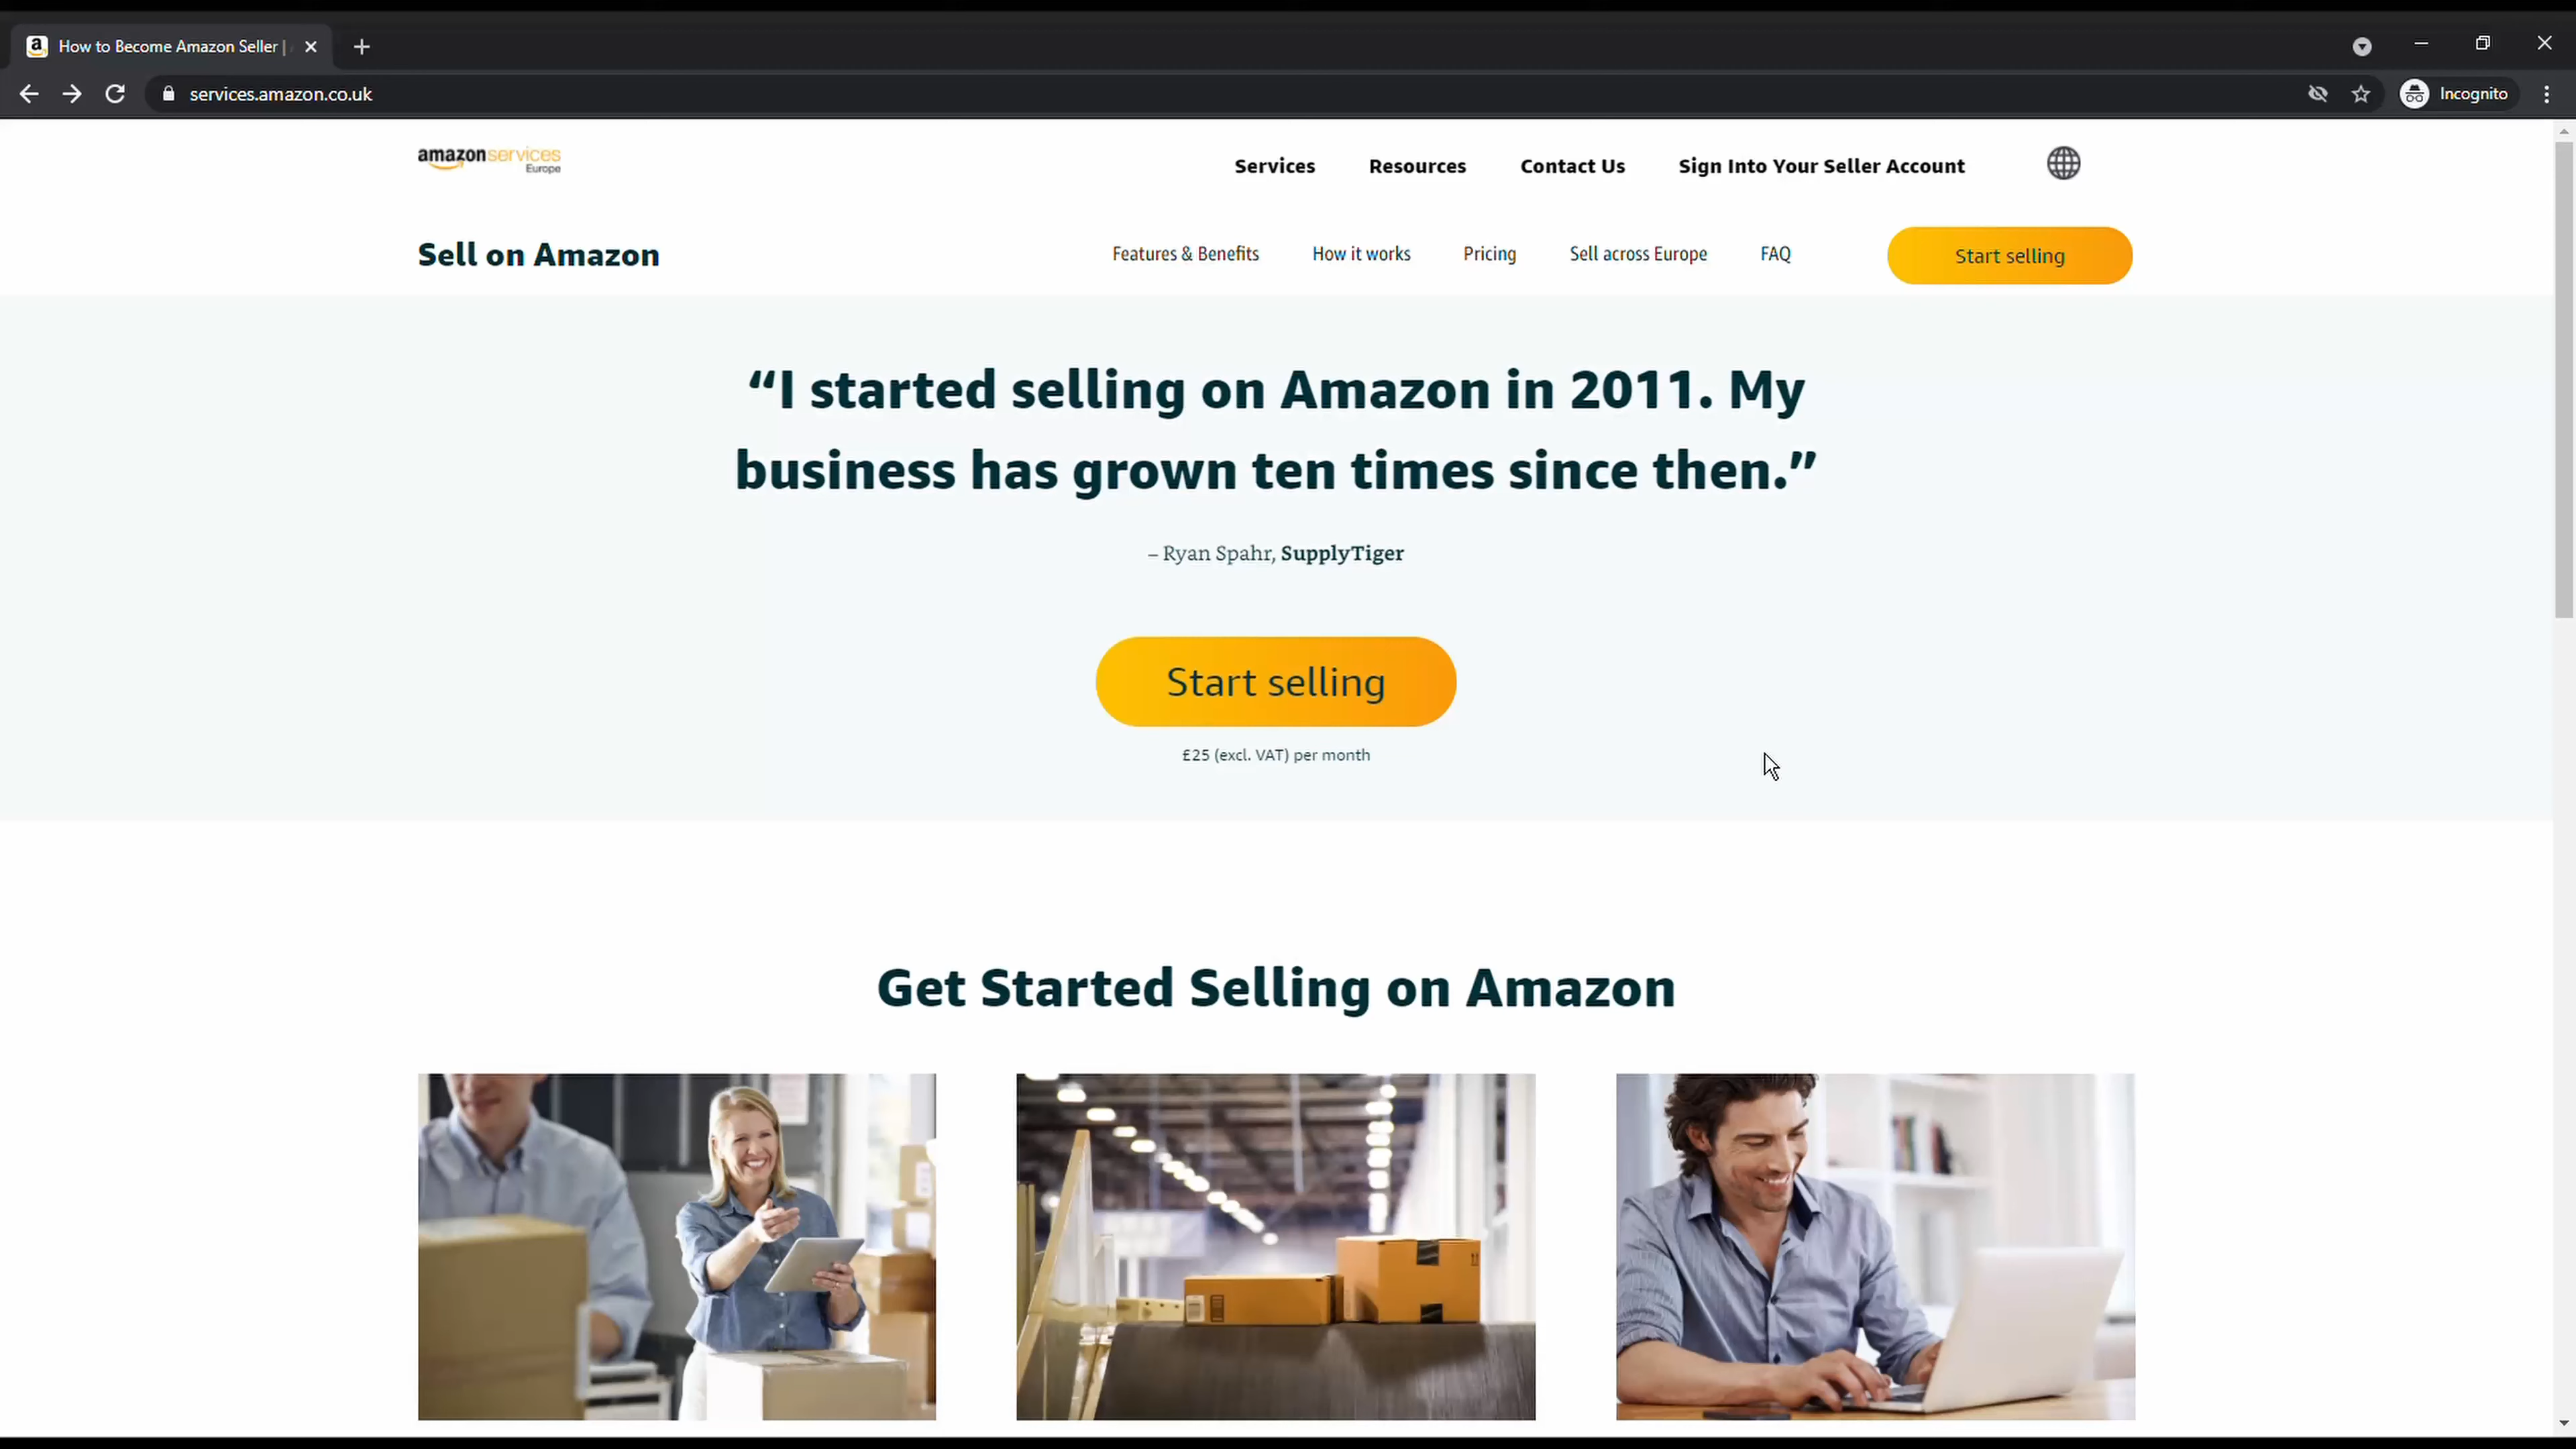 How to Become Amazon Seller |
services.amazon.co.uk
Incognito
amazonservices
Europe
Services Resources Contact Us Sign Into Your Seller Account
Sell on Amazon
Features & Benefits How it works Pricing Sell across Europe FAQ Start selling
“I started selling on Amazon in 2011. My
business has grown ten times since then.”
– Ryan Spahr, SupplyTiger
Start selling
£25 (excl. VAT) per month
Get Started Selling on Amazon